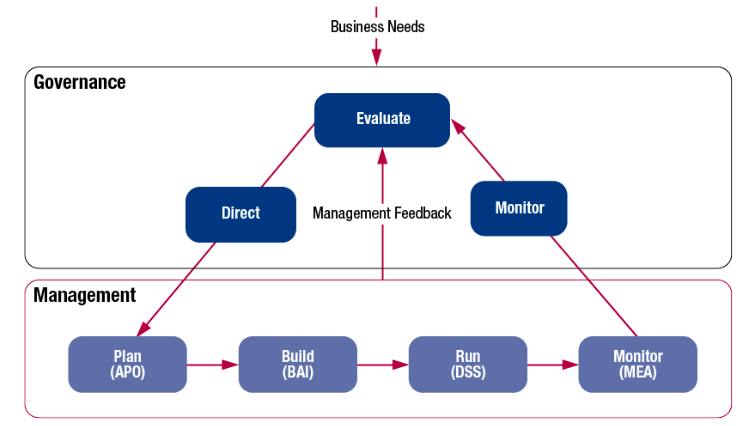 Business Needs
Governance
Evaluate
Direct
Management Feedback
Monitor
Management
Plan
(APO)
Build
(BAI)
Run
(DSS)
Monitor
(MEA)